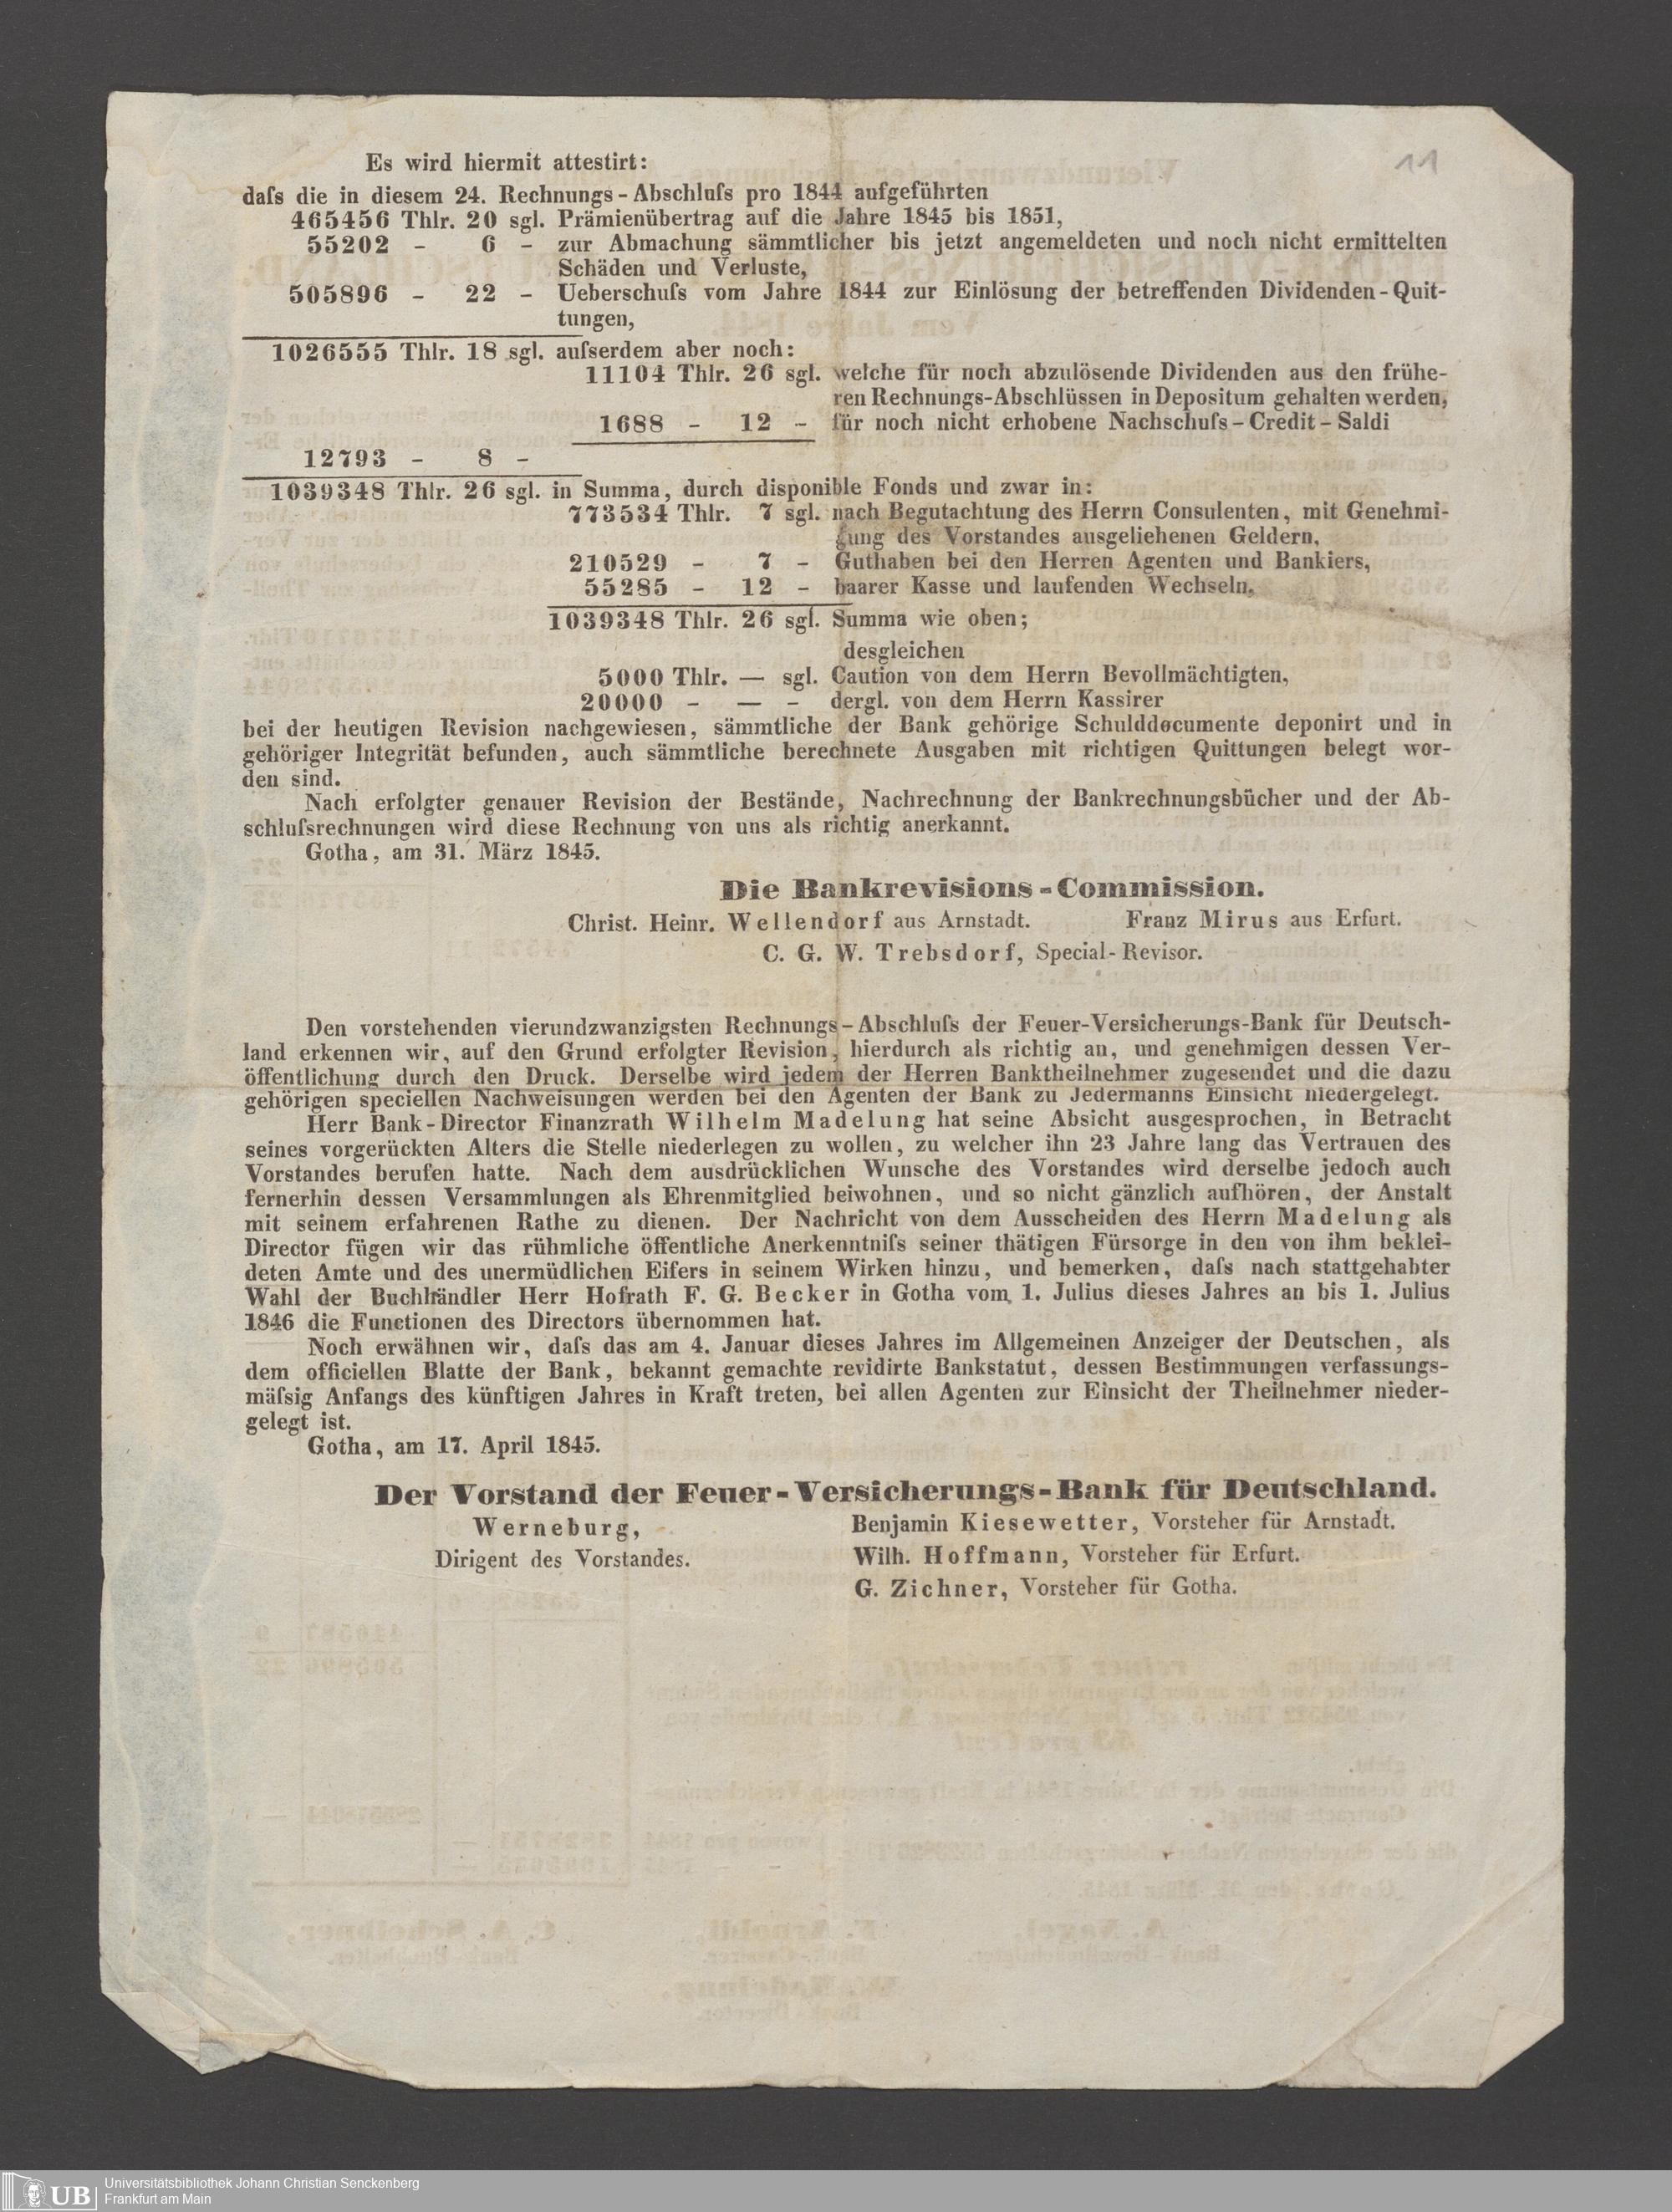 11
Es wird hiermit attestirt:
daſs die in diesem 24. Rechnungs-Abschluſs pro 1844 aufgeführten
465456 Thlr. 20 sgl. Prämienübertrag auf die Jahre 1845 bis 1851,
55202 - 6 - zur Abmachung sämmtlicher bis jetzt angemeldeten und noch nicht ermittelten
Schäden und Verluste,
505896 - 22 - Ueberschuſs vom Jahre 1844 zur Einlösung der betreffenden Dividenden-Quit-
tungen,
1026555 Thlr. 18 sgl. auſserdem aber noch:
11104 Thlr. 26 sgl. welche für noch abzulösende Dividenden aus den frühe-
ren Rechnungs-Abschlüssen in Depositum gehalten werden,
1688 - 12 - für noch nicht erhobene Nachschuſs-Credit-Saldi
12793 - 8 -
1039348 Thlr. 26 sgl. in Summa, durch disponible Fonds und zwar in:
773534 Thlr. 7 sgl. nach Begutachtung des Herrn Consulenten, mit Genehmi-
gung des Vorstandes ausgeliehenen Geldern,
210529 - 7 - Guthaben bei den Herren Agenten und Bankiers,
55285 - 12 - baarer Kasse und laufenden Wechseln,
1039348 Thlr. 26 sgl. Summa wie oben;
desgleichen
5000 Thlr. — sgl. Caution von dem Herrn Bevollmächtigten,
20000 - — - dergl. von dem Herrn Kassirer
bei der heutigen Revision nachgewiesen, sämmtliche der Bank gehörige Schulddocumente deponirt und in
gehöriger Integrität befunden, auch sämmtliche berechnete Ausgaben mit richtigen Quittungen belegt wor-
den sind.
Nach erfolgter genauer Revision der Bestände, Nachrechnung der Bankrechnungsbücher und der Ab-
schluſsrechnungen wird diese Rechnung von uns als richtig anerkannt.
Gotha, am 31. März 1845.
Die Bankrevisions-Commission.
Christ. Heinr. Wellendorf aus Arnstadt. Franz Mirus aus Erfurt.
C. G. W. Trebsdorf, Special-Revisor.
Den vorstehenden vierundzwanzigsten Rechnungs-Abschluſs der Feuer-Versicherungs-Bank für Deutsch-
land erkennen wir, auf den Grund erfolgter Revision, hierdurch als richtig an, und genehmigen dessen Ver-
öffentlichung durch den Druck. Derselbe wird jedem der Herren Banktheilnehmer zugesendet und die dazu
gehörigen speciellen Nachweisungen werden bei den Agenten der Bank zu Jedermanns Einsicht niedergelegt.
Herr Bank-Director Finanzrath Wilhelm Madelung hat seine Absicht ausgesprochen, in Betracht
seines vorgerückten Alters die Stelle niederlegen zu wollen, zu welcher ihn 23 Jahre lang das Vertrauen des
Vorstandes berufen hatte. Nach dem ausdrücklichen Wunsche des Vorstandes wird derselbe jedoch auch
fernerhin dessen Versammlungen als Ehrenmitglied beiwohnen, und so nicht gänzlich aufhören, der Anstalt
mit seinem erfahrenen Rathe zu dienen. Der Nachricht von dem Ausscheiden des Herrn Madelung als
Director fügen wir das rühmliche öffentliche Anerkenntniſs seiner thätigen Fürsorge in den von ihm beklei-
deten Amte und des unermüdlichen Eifers in seinem Wirken hinzu, und bemerken, daſs nach stattgehabter
Wahl der Buchhändler Herr Hofrath F. G. Becker in Gotha vom 1. Julius dieses Jahres an bis 1. Julius
1846 die Functionen des Directors übernommen hat.
Noch erwähnen wir, daſs das am 4. Januar dieses Jahres im Allgemeinen Anzeiger der Deutschen, als
dem officiellen Blatte der Bank, bekannt gemachte revidirte Bankstatut, dessen Bestimmungen verfassungs-
mäſsig Anfangs des künftigen Jahres in Kraft treten, bei allen Agenten zur Einsicht der Theilnehmer nieder-
gelegt ist.
Gotha, am 17. April 1845.
Der Vorstand der Feuer-Versicherungs-Bank für Deutschland.
Werneburg, Benjamin Kiesewetter, Vorsteher für Arnstadt.
Dirigent des Vorstandes. Wilh. Hoffmann, Vorsteher für Erfurt.
G. Zichner, Vorsteher für Gotha.
UB Universitätsbibliothek Johann Christian Senckenberg
Frankfurt am Main